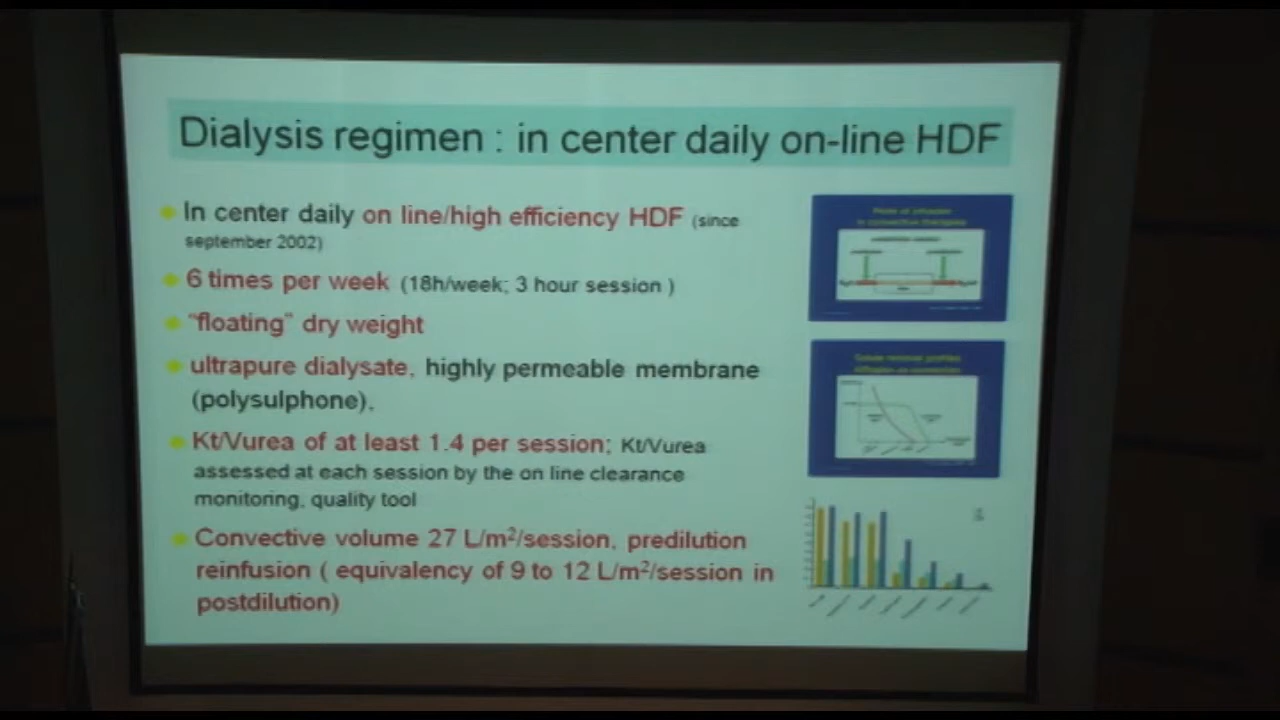 Dialysis regimen : in center daily on-line HDF
In center daily on line/high efficiency HDF (since
september 2002)
6 times per week (18h/week; 3 hour session )
"floating" dry weight
ultrapure dialysate, highly permeable membrane
(polysulphone),
Kt/Vurea of at least 1.4 per session; Kt/Vurea
assessed at each session by the on line clearance
monitoring, quality tool
Convective volume 27 L/m²/session, predilution
reinfusion ( equivalency of 9 to 12 L/m²/session in
postdilution)